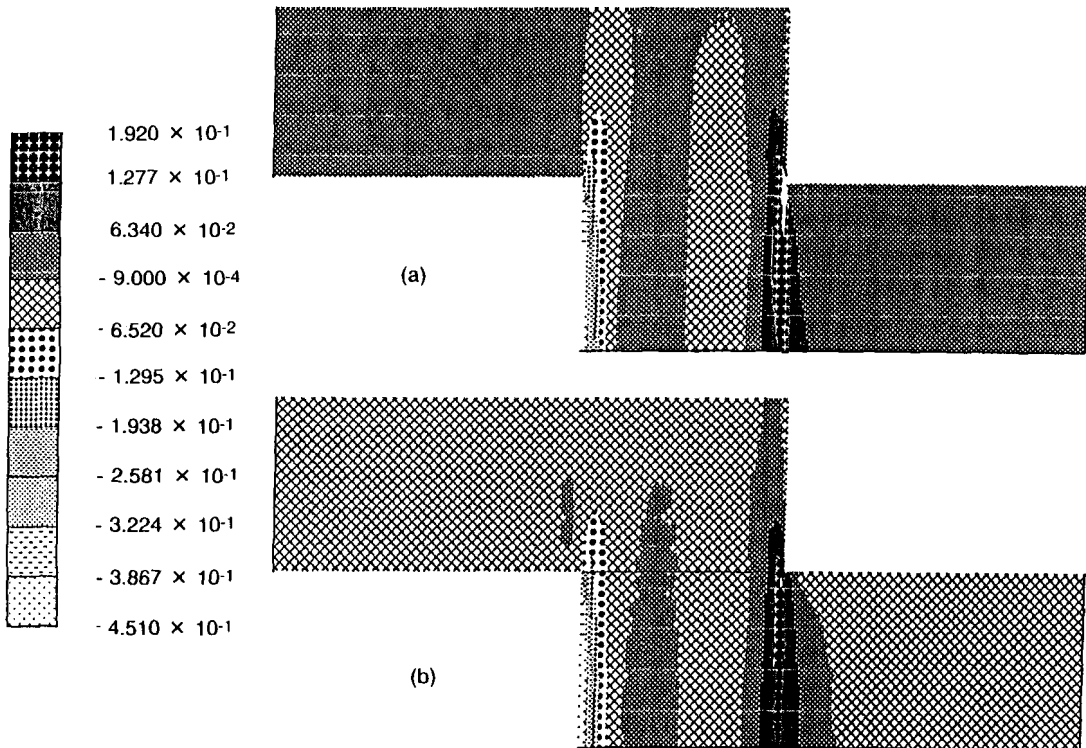 1.920 × 10-1
1.277 × 10-1
6.340 × 10-2
- 9.000 × 10-4
- 6.520 × 10-2
- 1.295 × 10-1
- 1.938 × 10-1
- 2.581 × 10-1
- 3.224 × 10-1
- 3.867 × 10-1
- 4.510 × 10-1
(a)
(b)